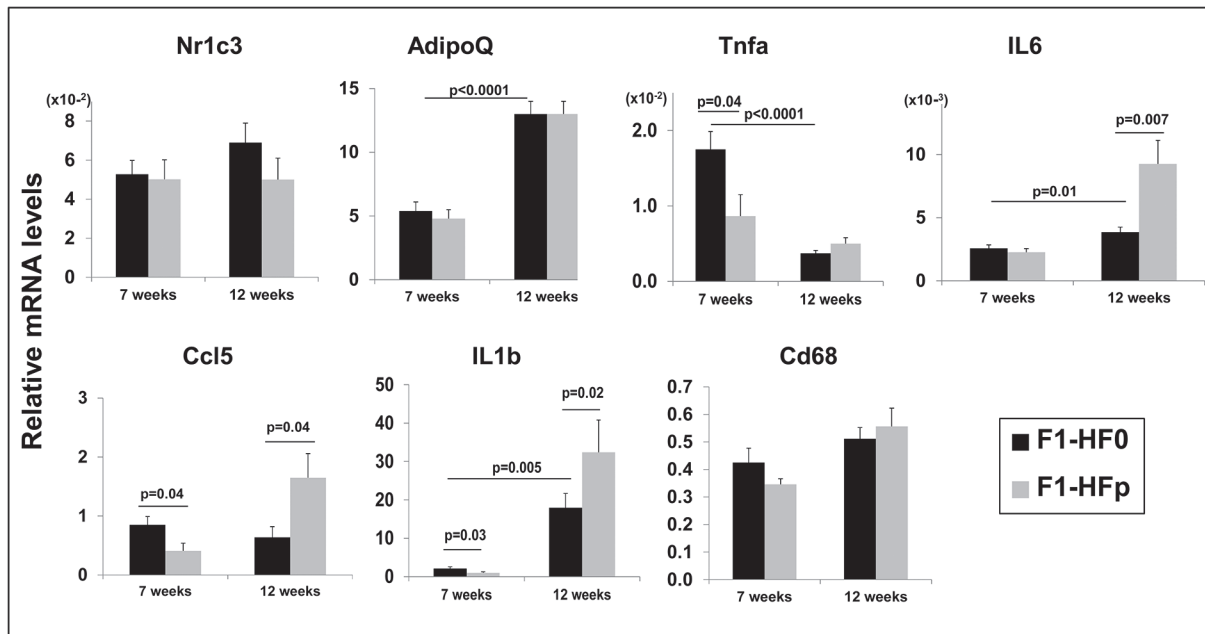 Relative mRNA levels
Nr1c3
(x10-2)
8
6
4
2
0
7 weeks
12 weeks
AdipoQ
15
10
5
0
p<0.0001
7 weeks
12 weeks
Tnfa
(x10-2)
2.0
1.0
0.0
p=0.04
p<0.0001
7 weeks
12 weeks
IL6
(x10-3)
10
5
0
p=0.007
p=0.01
7 weeks
12 weeks
Ccl5
3
2
1
0
p=0.04
p=0.04
7 weeks
12 weeks
IL1b
50
40
30
20
10
0
p=0.02
p=0.005
p=0.03
7 weeks
12 weeks
Cd68
0.7
0.6
0.5
0.4
0.3
0.2
0.1
0.0
7 weeks
12 weeks
F1-HF0
F1-HFp